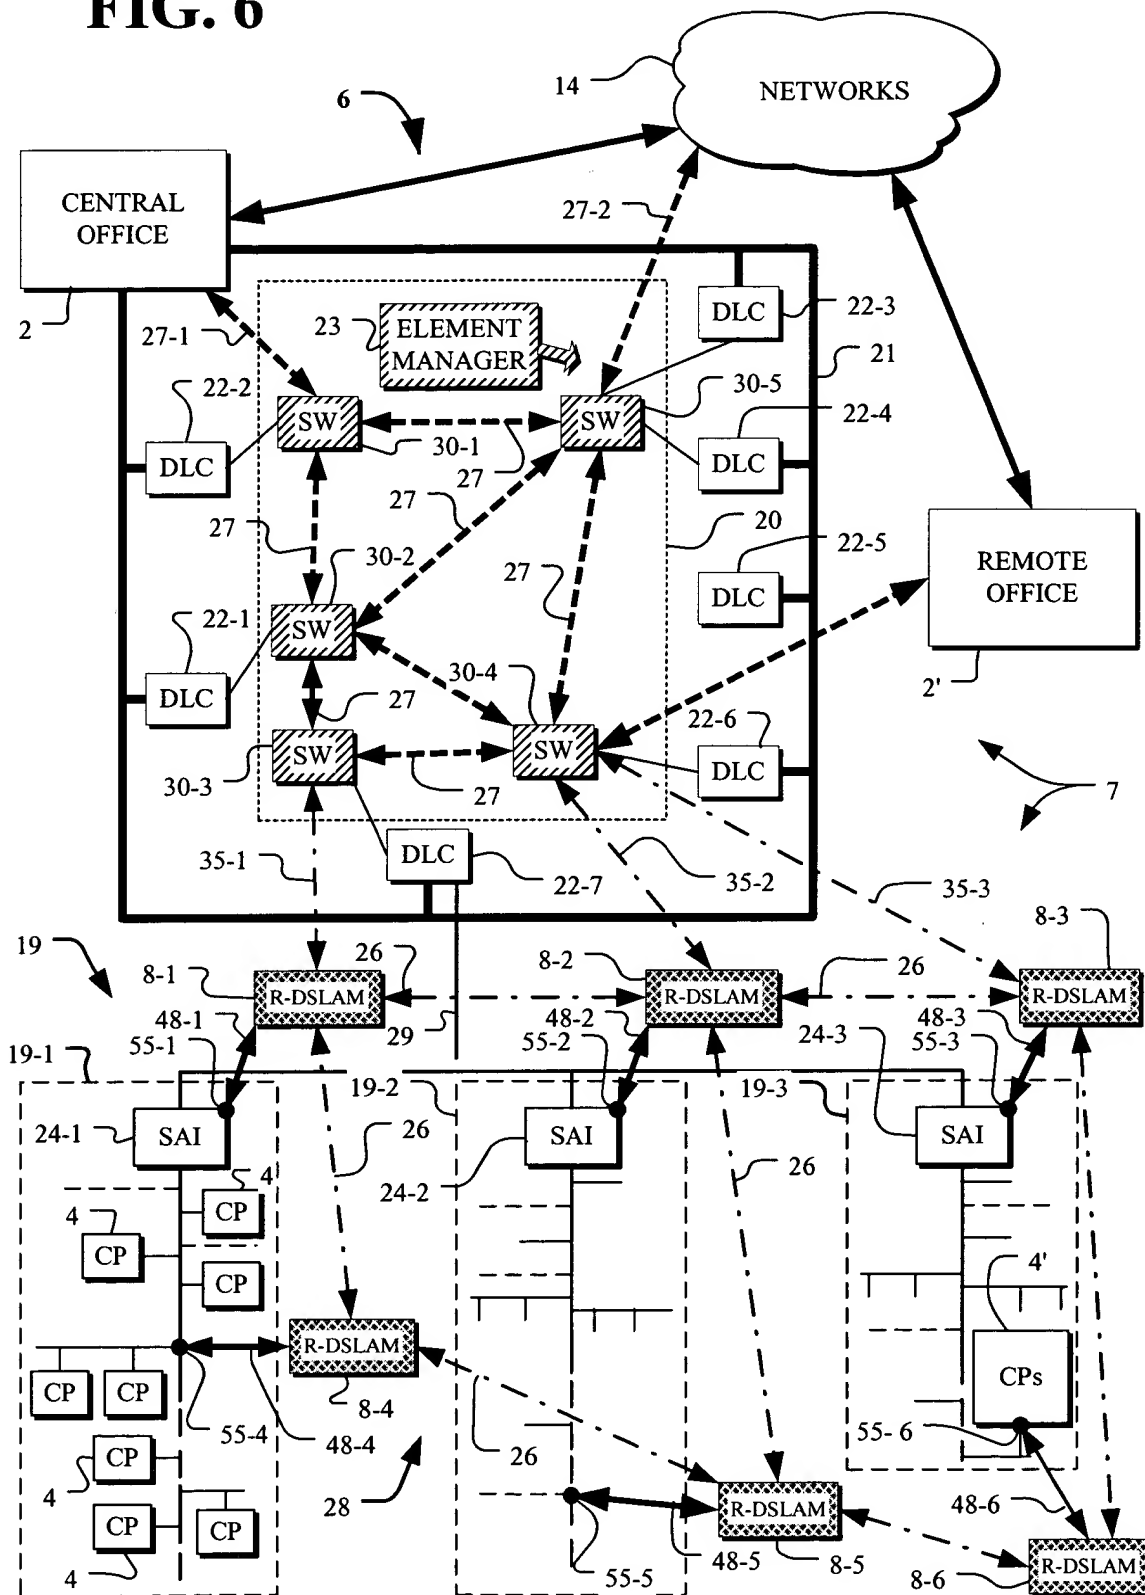 FIG. 6
14
NETWORKS
6
CENTRAL
OFFICE
27-2
2
27-1
23
ELEMENT
MANAGER
DLC
22-3
21
22-2
SW
SW
30-5
22-4
DLC
30-1
27
DLC
27
27
20
22-5
REMOTE
OFFICE
30-2
27
DLC
22-1
SW
2'
DLC
27
30-4
22-6
SW
SW
DLC
30-3
27
7
35-1
DLC
22-7
35-2
35-3
19
8-1
26
8-2
26
8-3
R-DSLAM
R-DSLAM
R-DSLAM
48-1
29
48-2
24-3
48-3
19-1
55-1
55-2
55-3
19-2
19-3
24-1
SAI
SAI
SAI
26
24-2
26
4
CP
4
CP
CP
4'
R-DSLAM
CPs
CP
CP
8-4
55-4
48-4
26
55- 6
4
CP
28
R-DSLAM
48-6
CP
CP
4
55-5
48-5
8-5
8-6
R-DSLAM